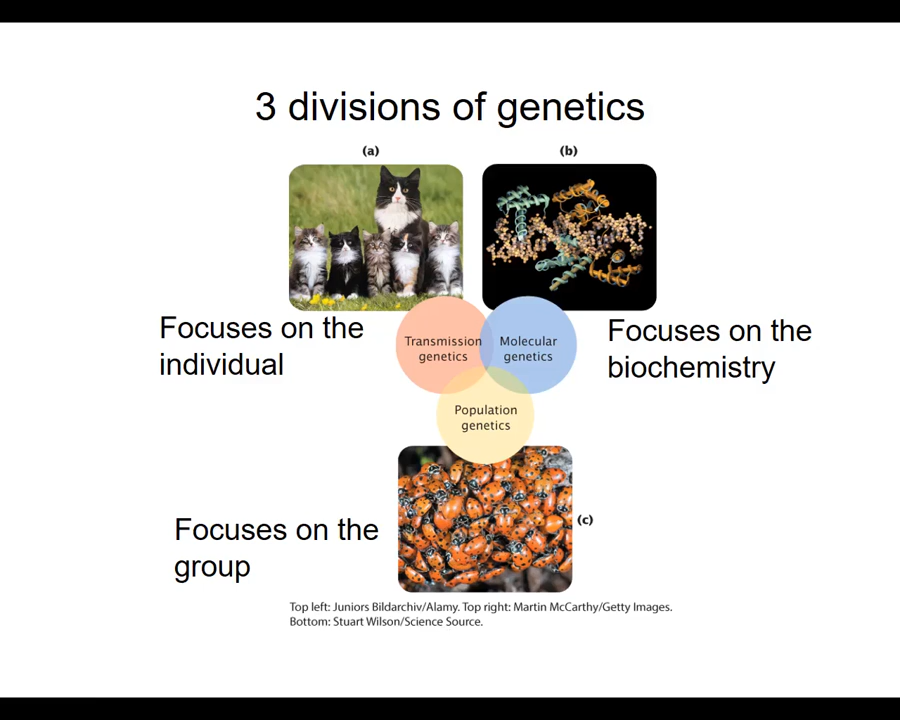 3 divisions of genetics
(a)
(b)
Focuses on the
individual
Transmission
genetics
Molecular
genetics
Focuses on the
biochemistry
Population
genetics
Focuses on the
group
(c)
Top left: Juniors Bildarchiv/Alamy. Top right: Martin McCarthy/Getty Images.
Bottom: Stuart Wilson/Science Source.